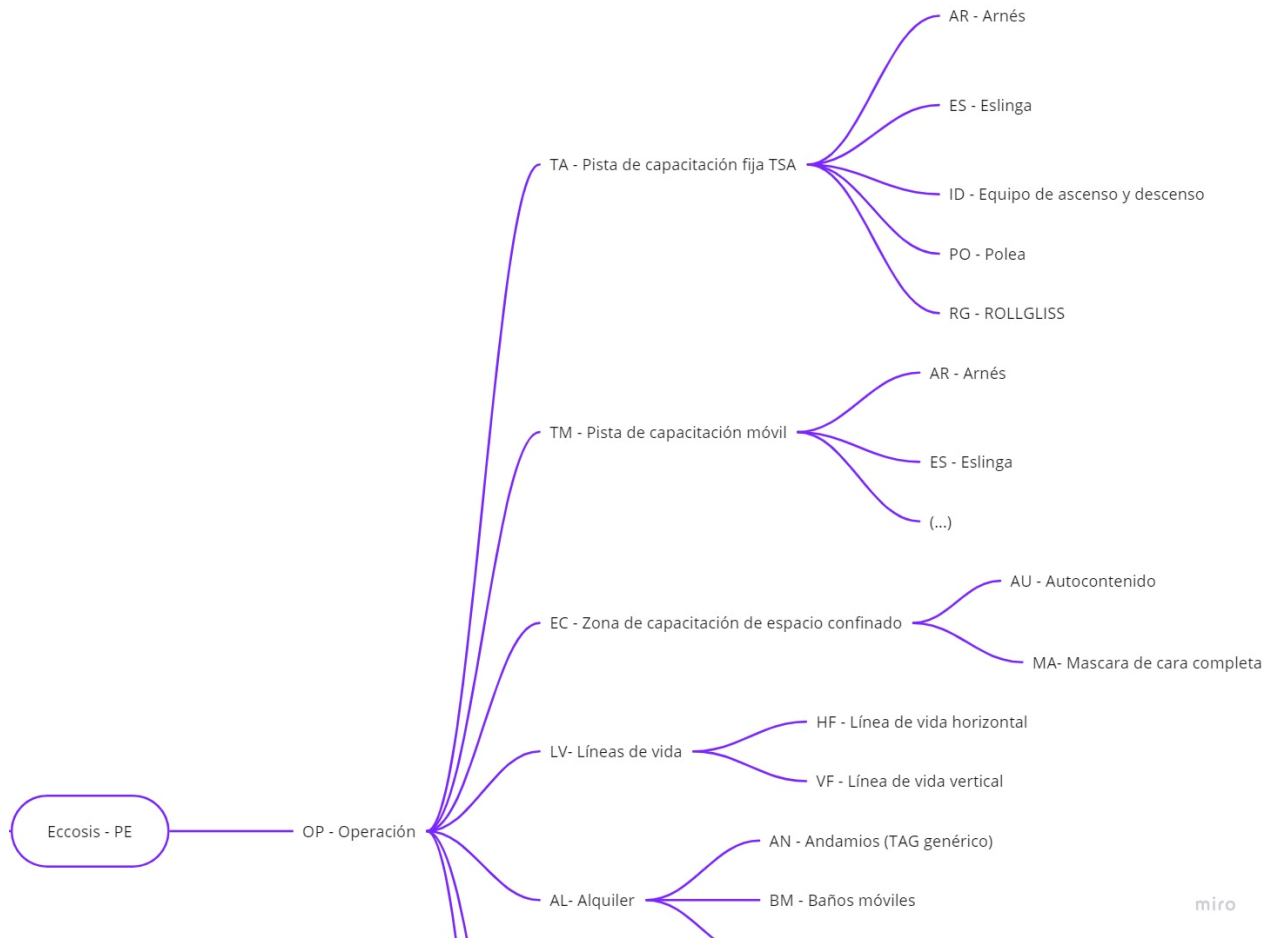 Eccosis - PE
OP - Operación
TA - Pista de capacitación fija TSA
AR - Arnés
ES - Eslinga
ID - Equipo de ascenso y descenso
PO - Polea
RG - ROLLGLISS
TM - Pista de capacitación móvil
AR - Arnés
ES - Eslinga
(...)
EC - Zona de capacitación de espacio confinado
AU - Autocontenido
MA- Mascara de cara completa
LV- Líneas de vida
HF - Línea de vida horizontal
VF - Línea de vida vertical
AL- Alquiler
AN - Andamios (TAG genérico)
BM - Baños móviles
miro